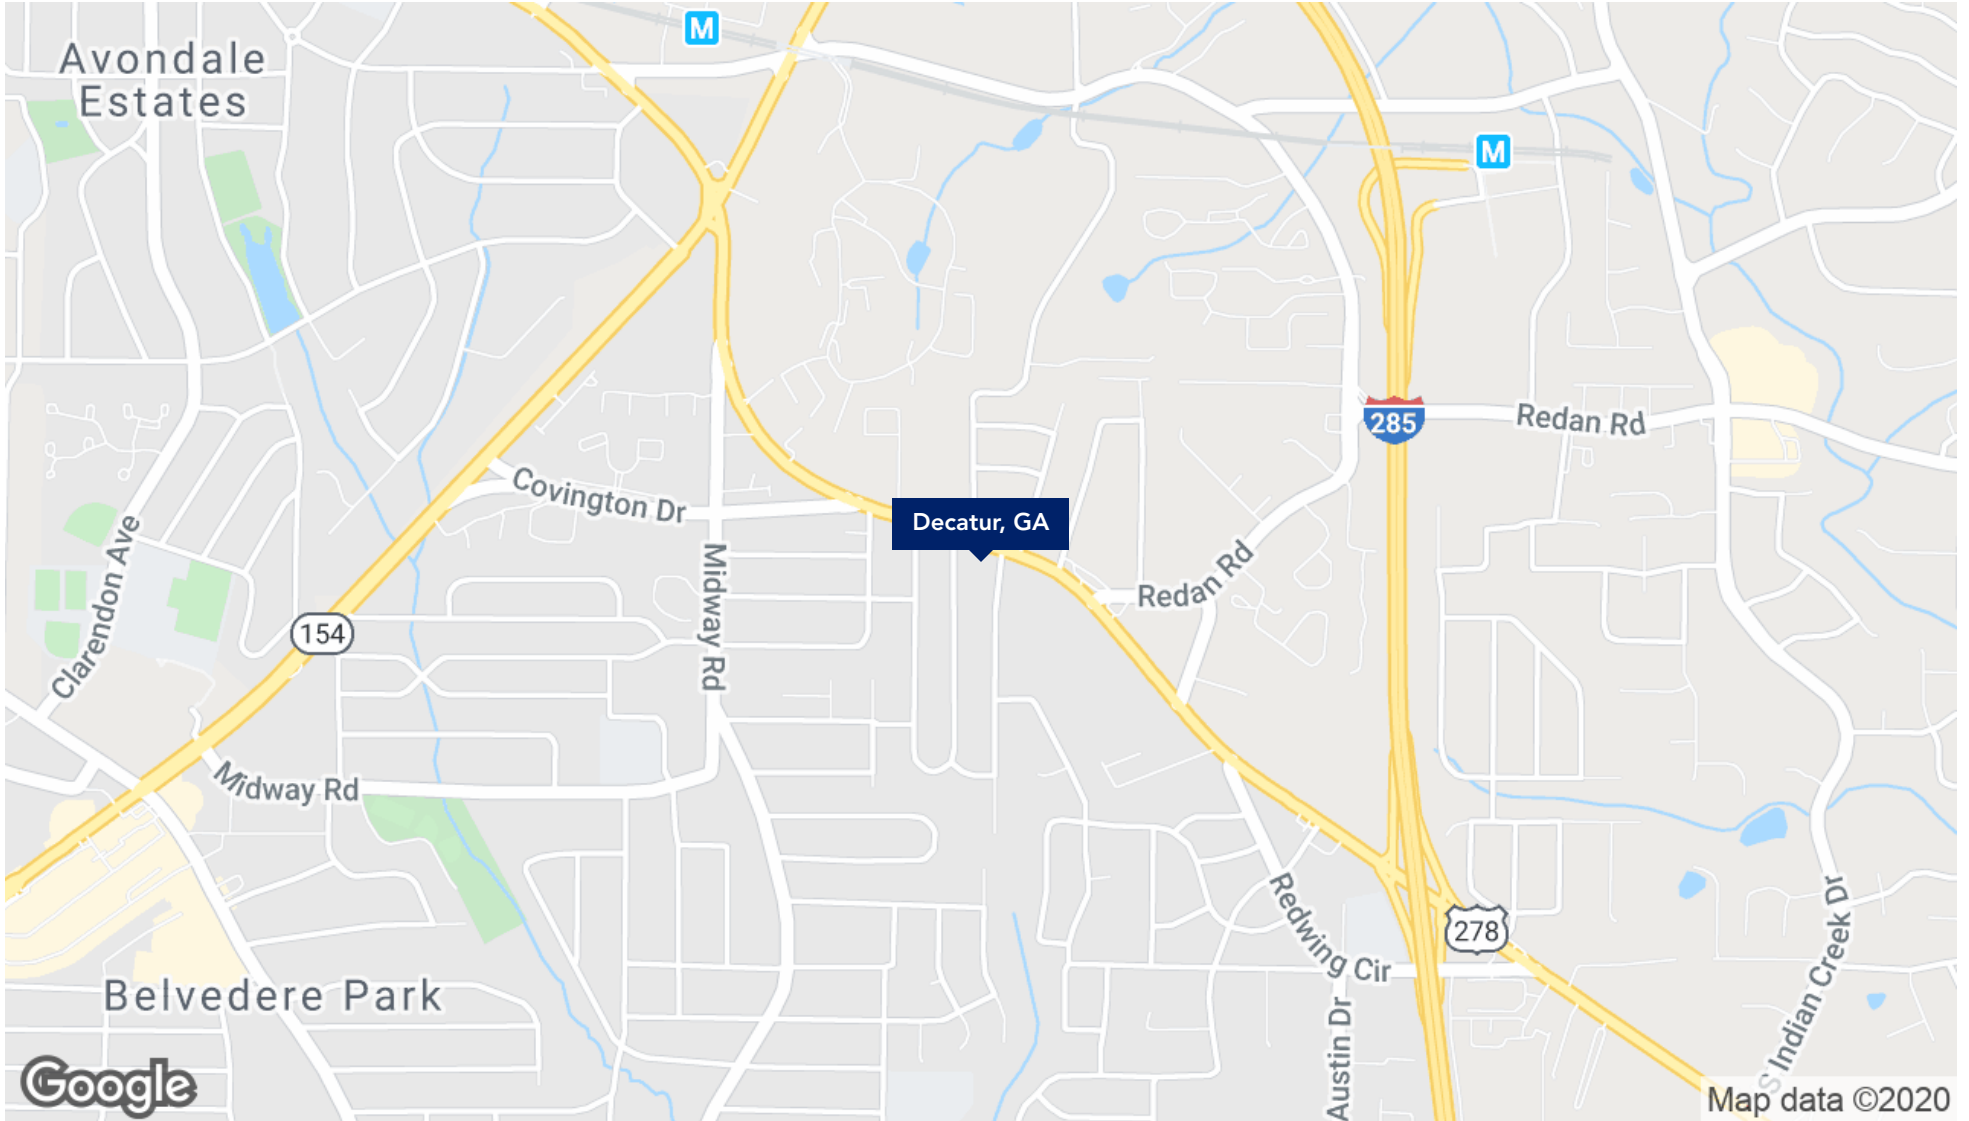 M
Avondale
Estates
M
285
Redan Rd
Covington Dr
Decatur, GA
Clarendon Ave
Midway Rd
Redan Rd
154
Midway Rd
278
Redwing Cir
S Indian Creek Dr
Belvedere Park
Austin Dr
Google
Map data ©2020